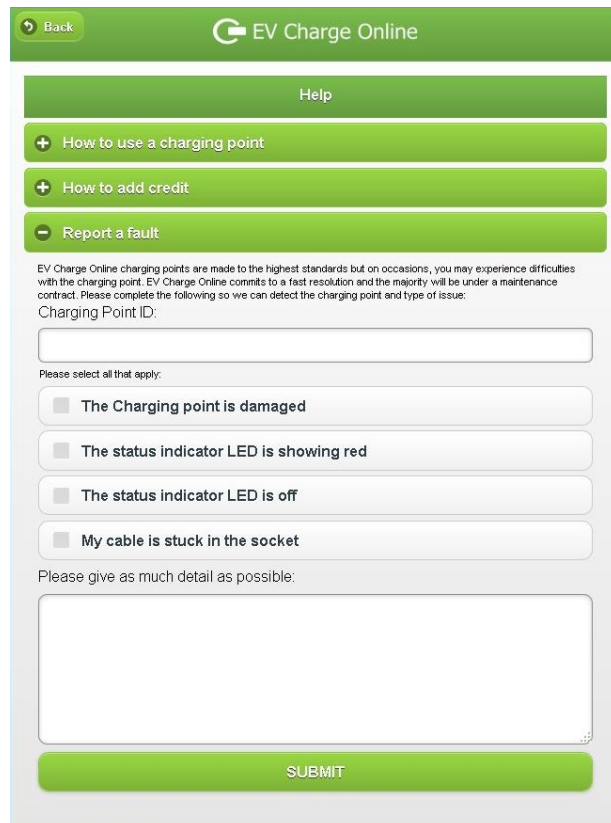 Back
EV Charge Online
Help
How to use a charging point
How to add credit
Report a fault
EV Charge Online charging points are made to the highest standards but on occasions, you may experience difficulties
with the charging point. EV Charge Online commits to a fast resolution and the majority will be under a maintenance
contract. Please complete the following so we can detect the charging point and type of issue:
Charging Point ID:
Please select all that apply:
The Charging point is damaged
The status indicator LED is showing red
The status indicator LED is off
My cable is stuck in the socket
Please give as much detail as possible:
SUBMIT